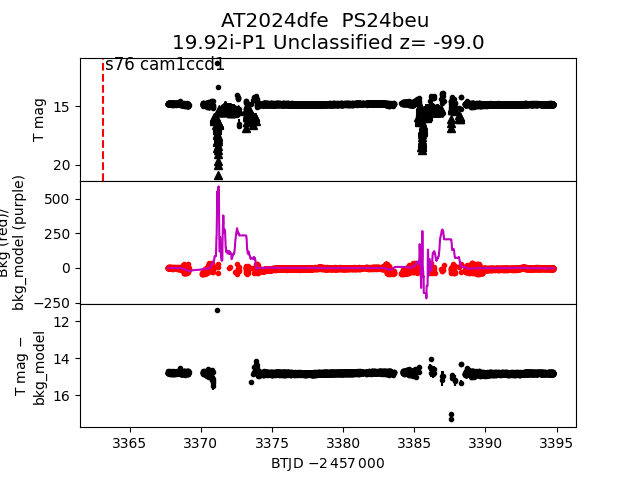 AT2024dfe  PS24beu
19.92i-P1 Unclassified z= -99.0
s76 cam1ccd1
T mag
15
20
Bkg (red)/
bkg_model (purple)
500
250
0
−250
T mag −
bkg_model
12
14
16
3365 3370 3375 3380 3385 3390 3395
BTJD −2 457 000